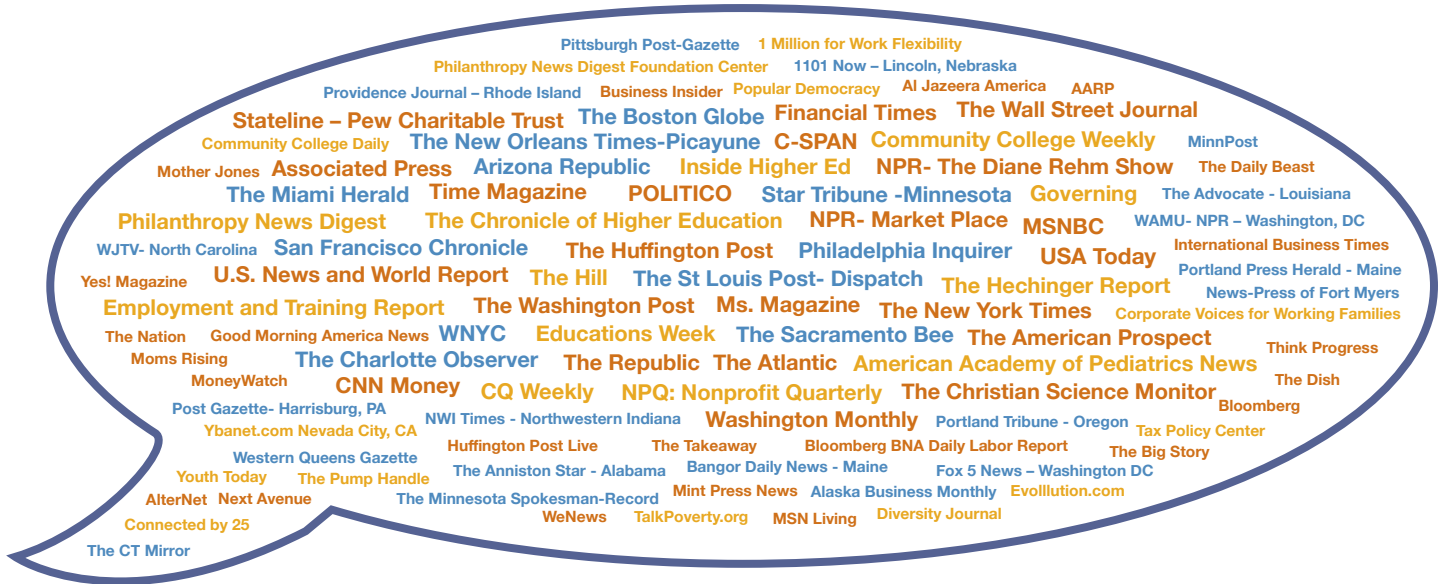 Pittsburgh Post-Gazette 1 Million for Work Flexibility
Philanthropy News Digest Foundation Center 1101 Now – Lincoln, Nebraska
Providence Journal – Rhode Island Business Insider Popular Democracy Al Jazeera America AARP
Stateline – Pew Charitable Trust The Boston Globe Financial Times The Wall Street Journal
Community College Daily The New Orleans Times-Picayune C-SPAN Community College Weekly MinnPost
Mother Jones Associated Press Arizona Republic Inside Higher Ed NPR- The Diane Rehm Show The Daily Beast
The Miami Herald Time Magazine POLITICO Star Tribune -Minnesota Governing The Advocate - Louisiana
Philanthropy News Digest The Chronicle of Higher Education NPR- Market Place MSNBC WAMU- NPR – Washington, DC
WJTV- North Carolina San Francisco Chronicle The Huffington Post Philadelphia Inquirer USA Today International Business Times
Yes! Magazine U.S. News and World Report The Hill The St Louis Post- Dispatch The Hechinger Report Portland Press Herald - Maine
News-Press of Fort Myers
Employment and Training Report The Washington Post Ms. Magazine The New York Times Corporate Voices for Working Families
The Nation Good Morning America News WNYC Educations Week The Sacramento Bee The American Prospect Think Progress
Moms Rising The Charlotte Observer The Republic The Atlantic American Academy of Pediatrics News
MoneyWatch CNN Money CQ Weekly NPQ: Nonprofit Quarterly The Christian Science Monitor The Dish
Post Gazette- Harrisburg, PA NWI Times - Northwestern Indiana Washington Monthly Portland Tribune - Oregon Bloomberg
Ybanet.com Nevada City, CA Tax Policy Center
Western Queens Gazette Huffington Post Live The Takeaway Bloomberg BNA Daily Labor Report The Big Story
Youth Today The Pump Handle The Anniston Star - Alabama Bangor Daily News - Maine Fox 5 News – Washington DC
AlterNet Next Avenue The Minnesota Spokesman-Record Mint Press News Alaska Business Monthly Evolllution.com
Connected by 25 WeNews TalkPoverty.org MSN Living Diversity Journal
The CT Mirror